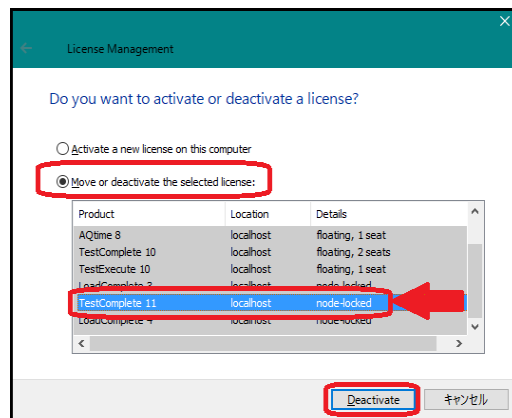 License Management
Do you want to activate or deactivate a license?
Activate a new license on this computer
Move or deactivate the selected license:
Product Location Details
AQtime 8 localhost floating, 1 seat
TestComplete 10 localhost floating, 2 seats
TestExecute 10 localhost floating, 1 seat
LoadComplete 3 localhost node-locked
TestComplete 11 localhost node-locked
LoadComplete 4 localhost node-locked
Deactivate キャンセル